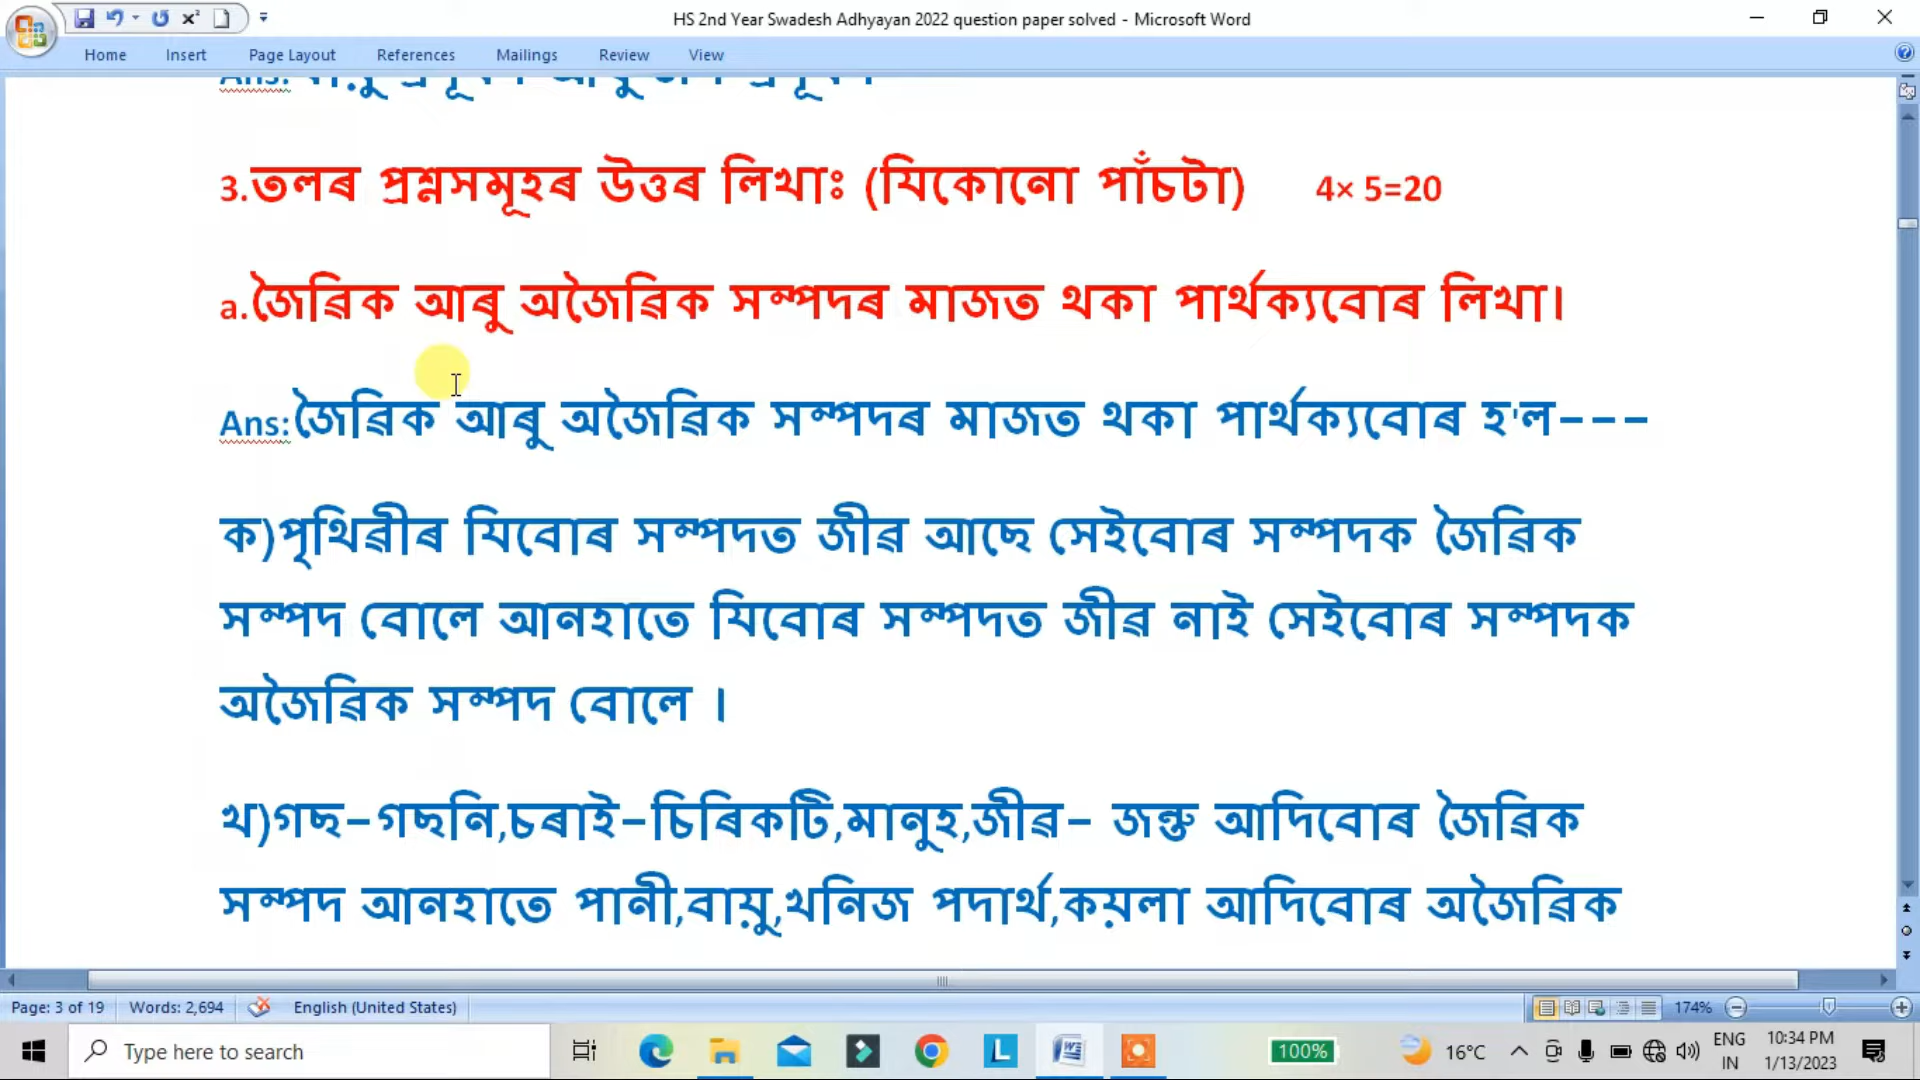 HS 2nd Year Swadesh Adhyayan 2022 question paper solved - Microsoft Word
Home Insert Page Layout References Mailings Review View
3.তলৰ প্ৰশ্নসমূহৰ উত্তৰ লিখাঃ (যিকোনো পাঁচটা) 4× 5=20
a.জৈৱিক আৰু অজৈৱিক সম্পদৰ মাজত থকা পাৰ্থক্যবোৰ লিখা।
Ans:জৈৱিক আৰু অজৈৱিক সম্পদৰ মাজত থকা পাৰ্থক্যবোৰ হ'ল---
ক)পৃথিৱীৰ যিবোৰ সম্পদত জীৱ আছে সেইবোৰ সম্পদক জৈৱিক
সম্পদ বোলে আনহাতে যিবোৰ সম্পদত জীৱ নাই সেইবোৰ সম্পদক
অজৈৱিক সম্পদ বোলে ।
খ)গছ-গছনি,চৰাই-চিৰিকটি,মানুহ,জীৱ- জন্তু আদিবোৰ জৈৱিক
সম্পদ আনহাতে পানী,বায়ু,খনিজ পদাৰ্থ,কয়লা আদিবোৰ অজৈৱিক
Page: 3 of 19 Words: 2,694 English (United States) 174%
Type here to search 100% 16°C ENG 10:34 PM
IN 1/13/2023